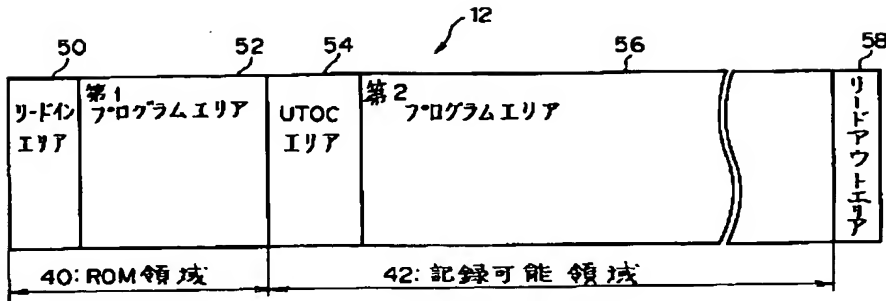 12
50
52
54
56
58
リードイン
エリア
第1
プログラムエリア
UTOC
エリア
第2
プログラムエリア
リードアウトエリア
40:ROM領域
42:記録可能領域